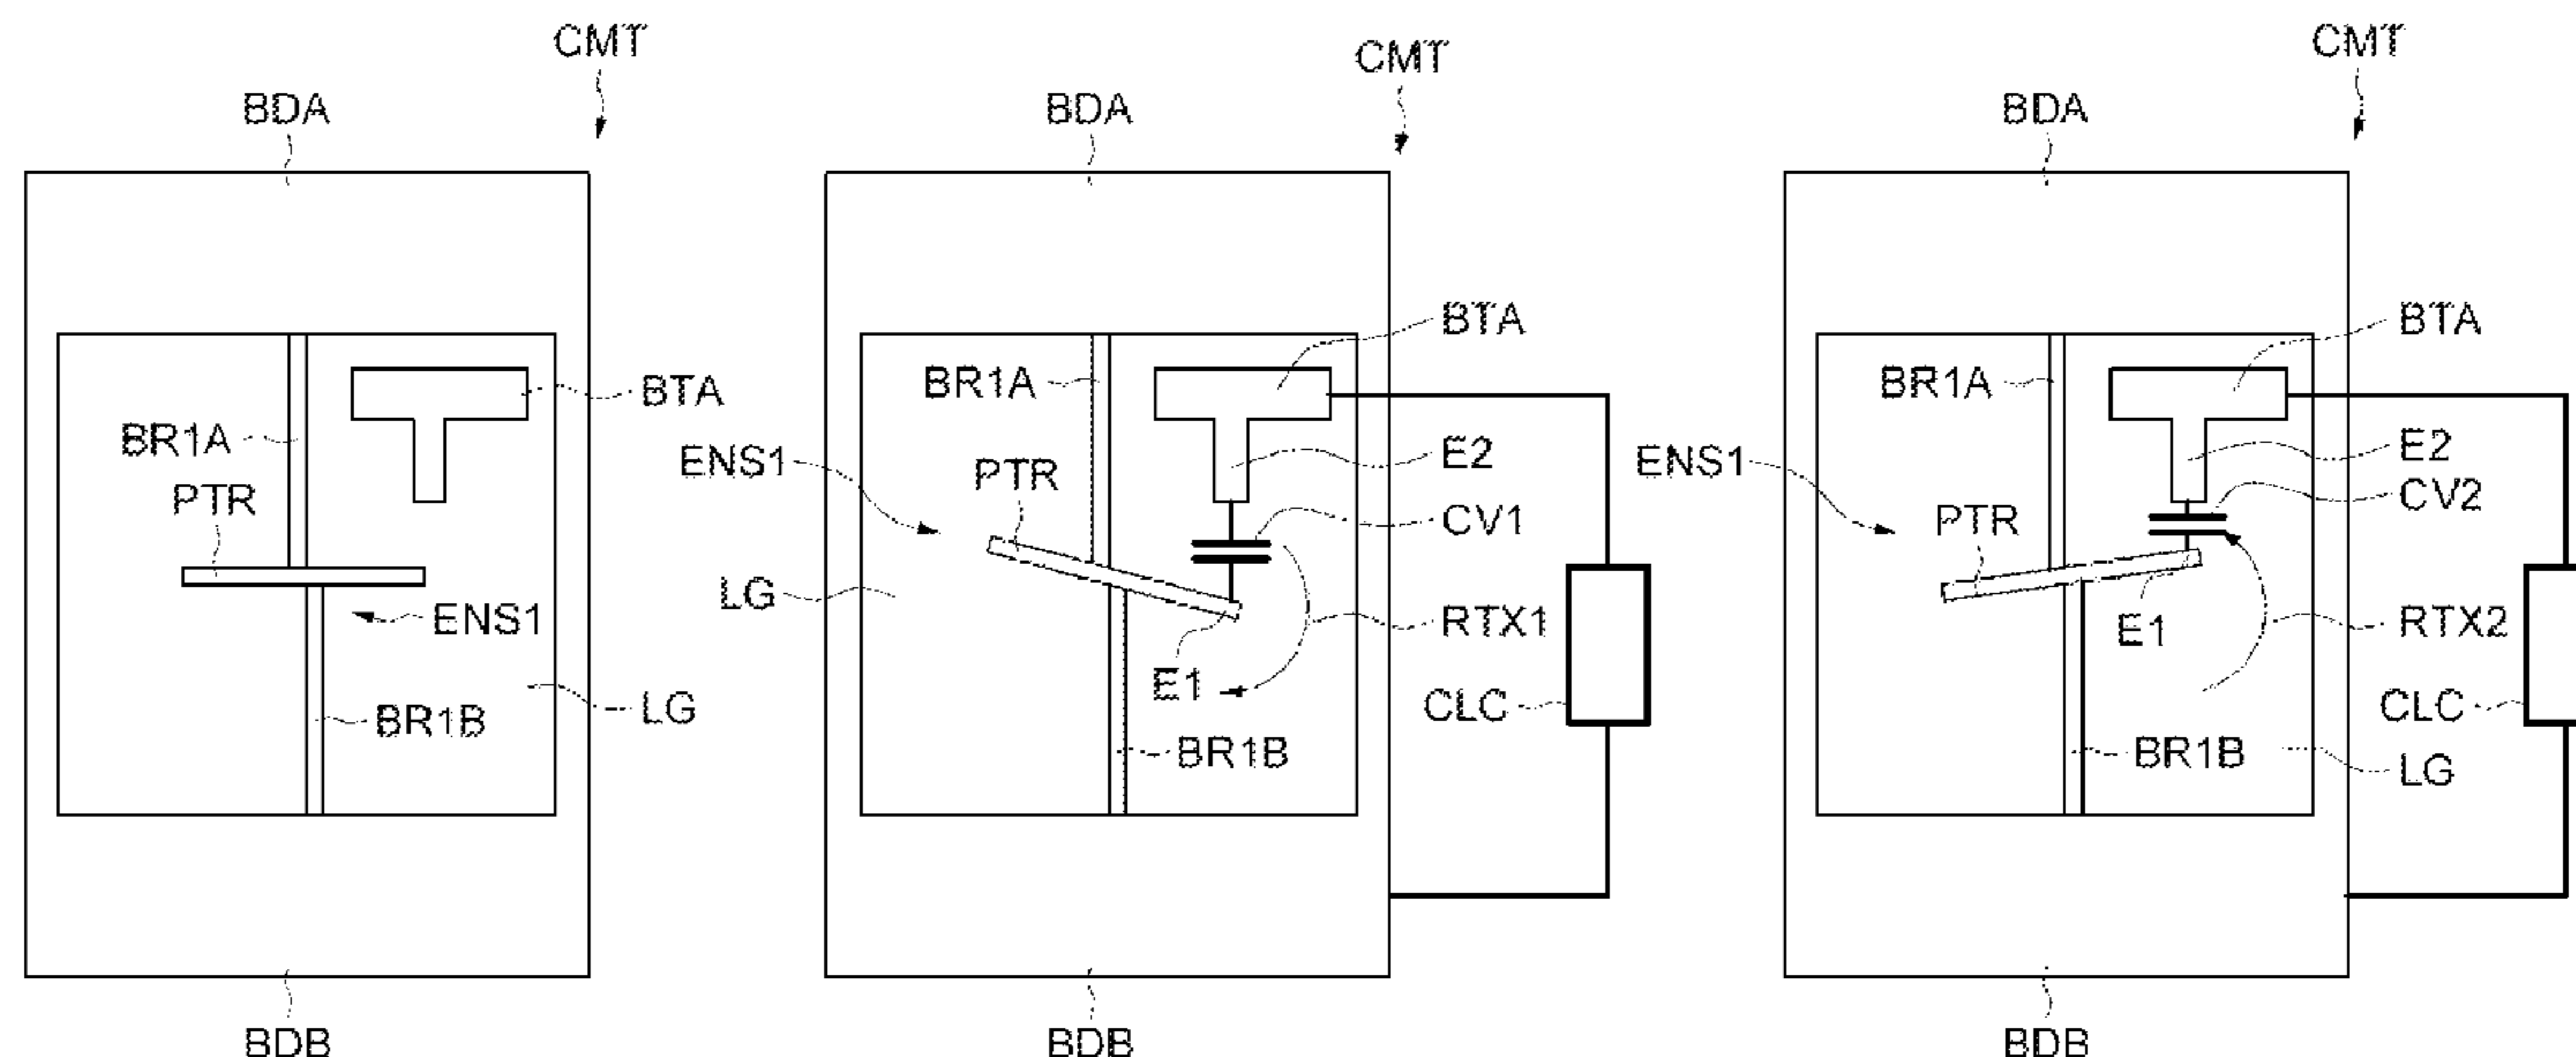 CMT
BDA
BTA
BR1A
PTR
ENS1
BR1B
LG
BDB
CMT
BDA
BTA
BR1A
ENS1
PTR
E2
CV1
LG
RTX1
E1
CLC
BR1B
BDB
CMT
BDA
BTA
BR1A
E2
ENS1
CV2
PTR
E1
RTX2
CLC
BR1B
LG
BDB